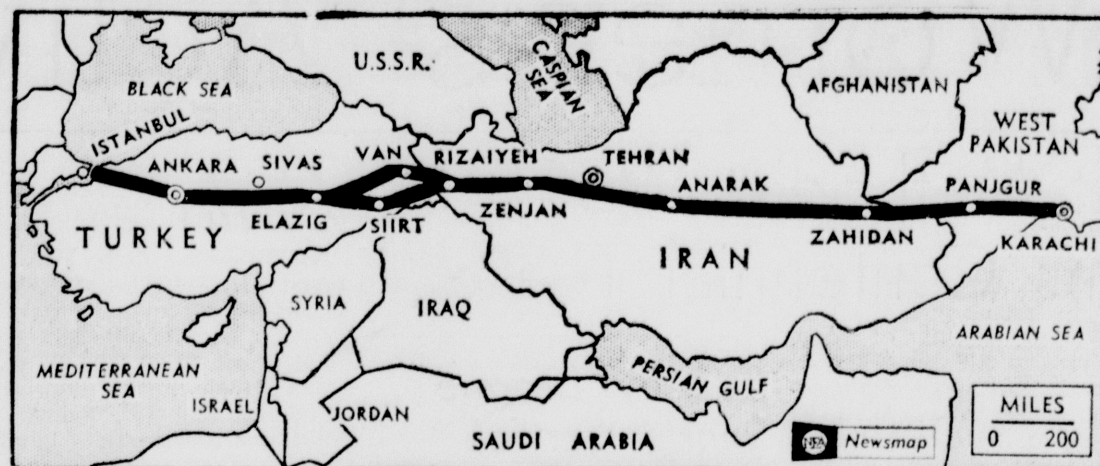 U.S.S.R.
CASPIAN
SEA
BLACK SEA
AFGHANISTAN
WEST
PAKISTAN
ISTANBUL
ANKARA
SIVAS
VAN
RIZAIYEH
TEHRAN
ANARAK
PANJGUR
ELAZIG
SIIRT
ZENJAN
ZAHIDAN
KARACHI
TURKEY
IRAN
SYRIA
IRAQ
ARABIAN SEA
MEDITERRANEAN
SEA
PERSIAN GULF
ISRAEL
JORDAN
SAUDI ARABIA
NEA Newsmap
MILES
0 200